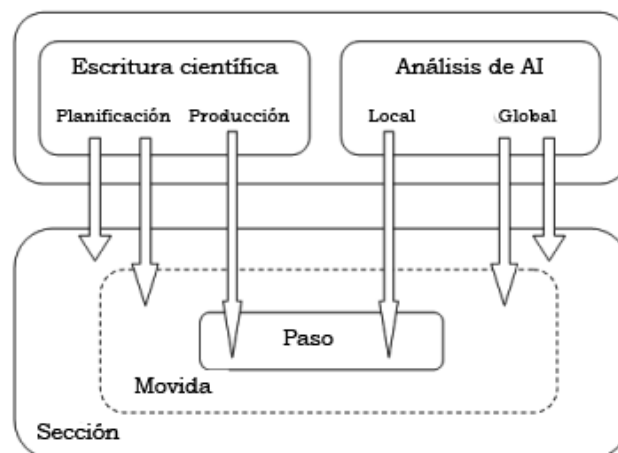 Escritura científica
Análisis de AI
Planificación
Producción
Local
Global
Paso
Movida
Sección